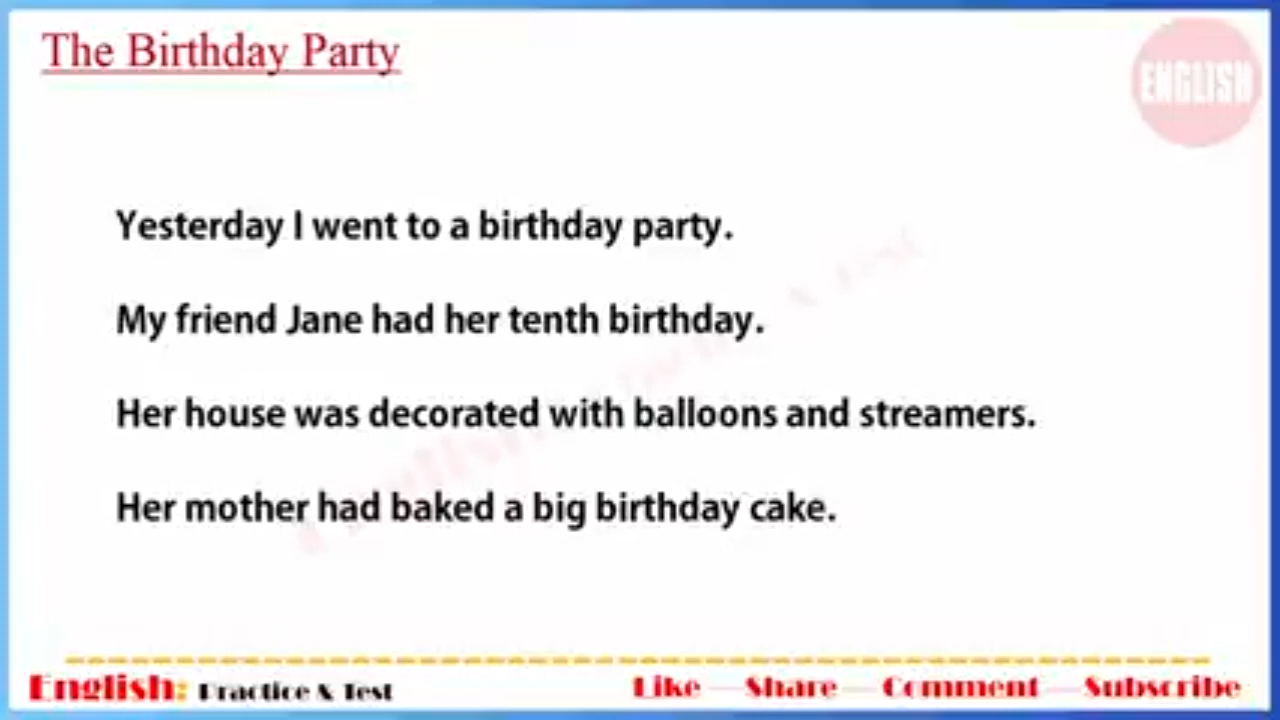 The Birthday Party
ENGLISH
Yesterday I went to a birthday party.
My friend Jane had her tenth birthday.
Her house was decorated with balloons and streamers.
Her mother had baked a big birthday cake.
English: Practice & Test
Like — Share — Comment — Subscribe